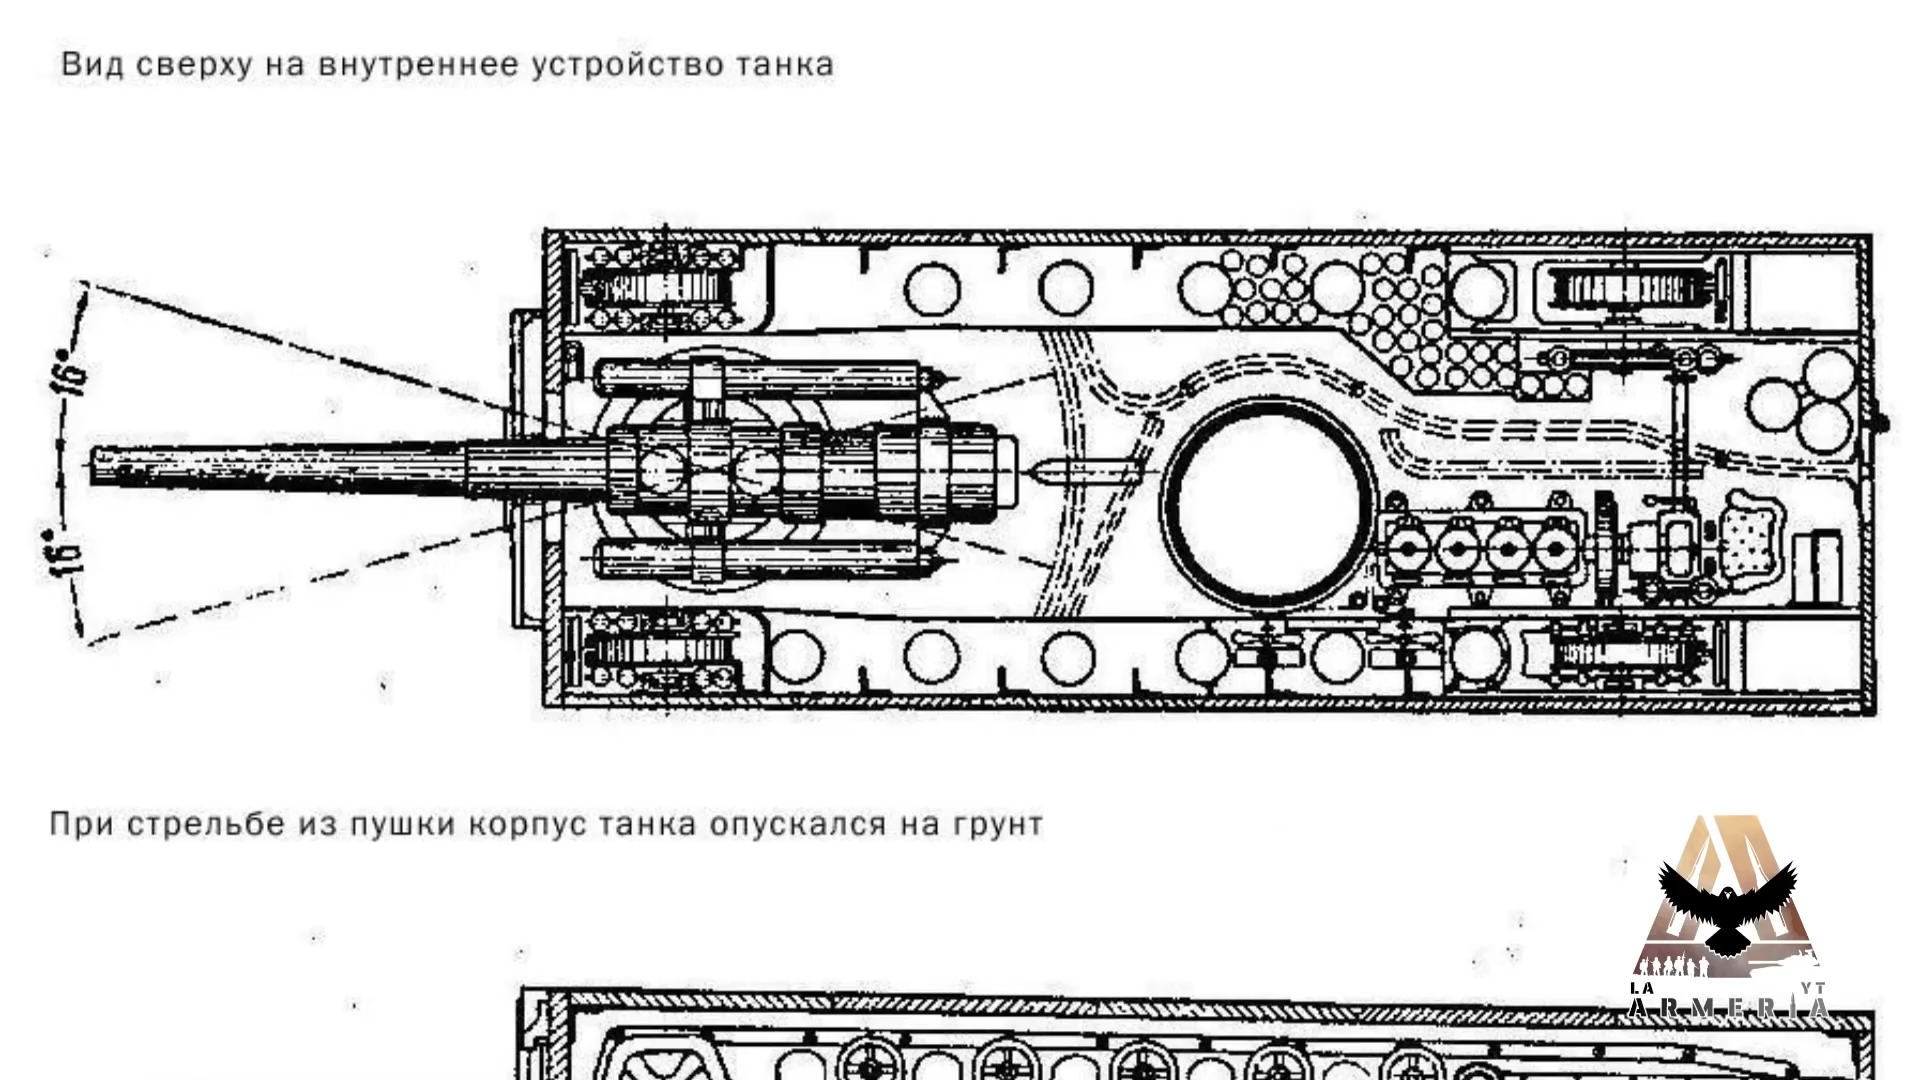 Вид сверху на внутреннее устройство танка
16°
16°
При стрельбе из пушки корпус танка опускался на грунт
LA YT
ARMERIA